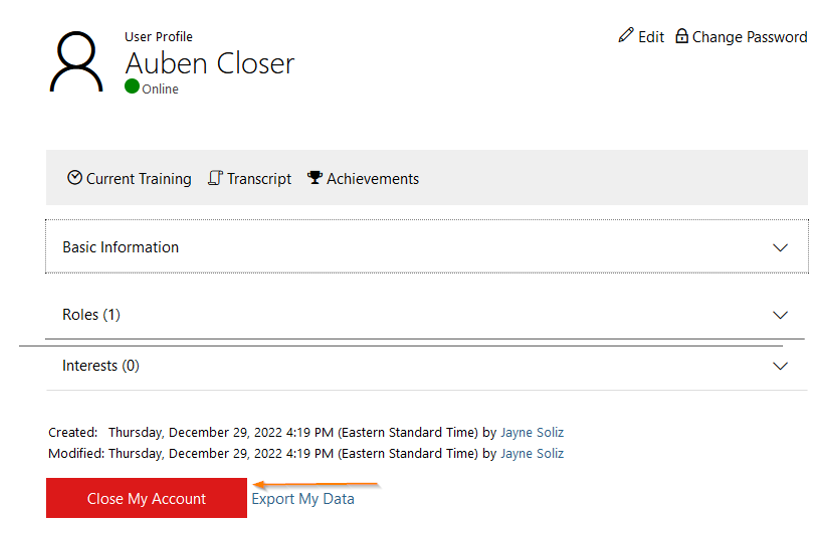 User Profile
Edit Change Password
Auben Closer
Online
Current Training Transcript Achievements
Basic Information
Roles (1)
Interests (0)
Created: Thursday, December 29, 2022 4:19 PM (Eastern Standard Time) by Jayne Soliz
Modified: Thursday, December 29, 2022 4:19 PM (Eastern Standard Time) by Jayne Soliz
Close My Account Export My Data